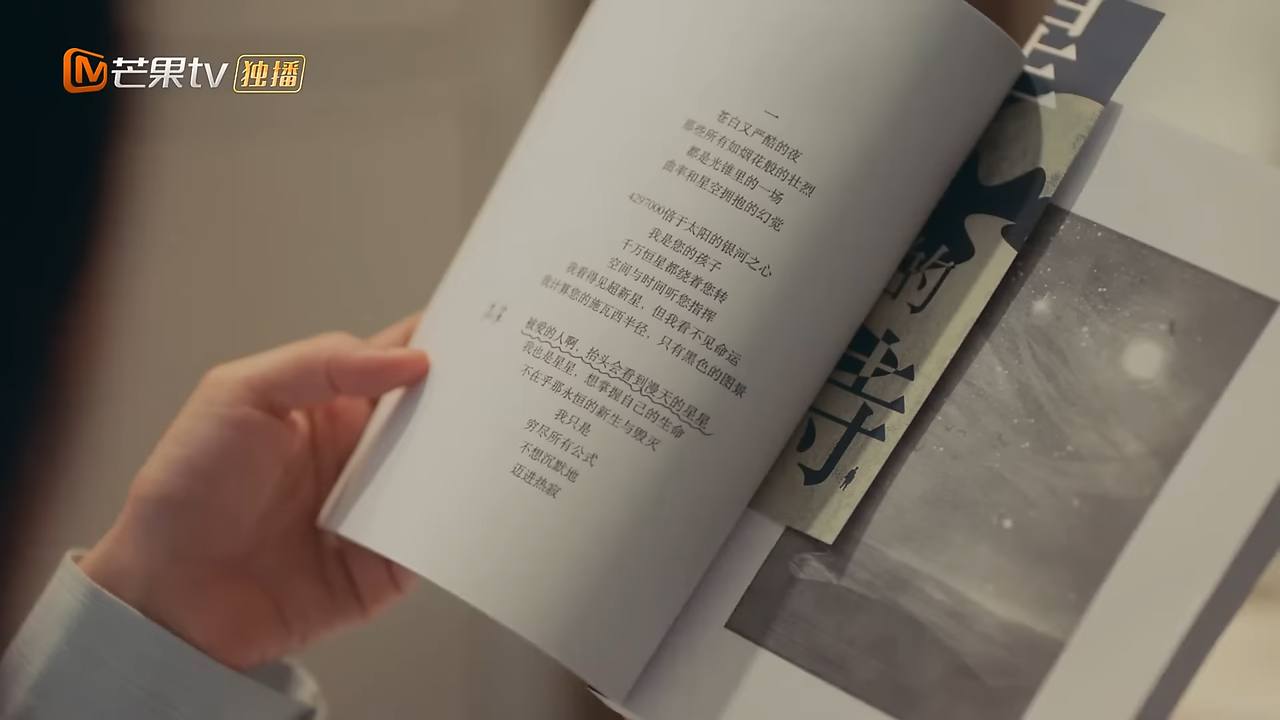 芒果tv 独播
一
苍白又严酷的夜
那些所有如烟花般的壮烈
都是光锥里的一场
曲率和星空拥抱的幻觉
4297000倍于太阳的银河之心
我是您的孩子
千万恒星都绕着您转
空间与时间听您指挥
我看得见超新星，但我看不见命运
我计算您的施瓦西半径，只有黑色的图景
被爱的人啊，抬头会看到漫天的星星
我也是星星，想掌握自己的生命
不在乎那永恒的新生与毁灭
我只是
穷尽所有公式
不想沉默地
迈进热寂
的